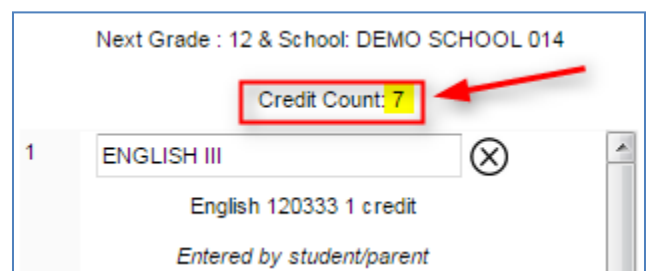 Next Grade : 12 & School: DEMO SCHOOL 014
Credit Count: 7
1 ENGLISH III
English 120333 1 credit
Entered by student/parent